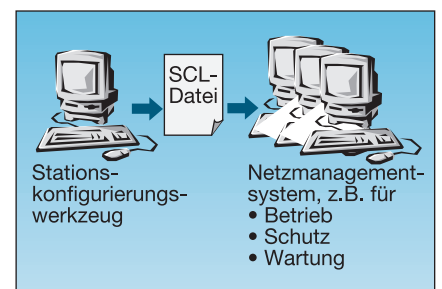 SCL-
Datei
Stations-
konfigurierungs-
werkzeug
Netzmanagement-
system, z.B. für
• Betrieb
• Schutz
• Wartung